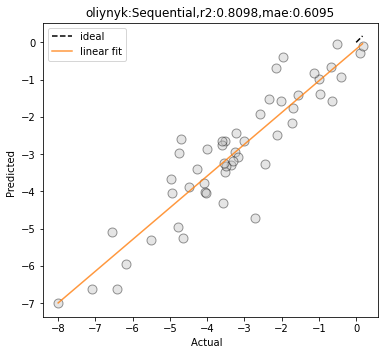 oliynyk:Sequential,r2:0.8098,mae:0.6095
ideal
linear fit
Predicted
0
−1
−2
−3
−4
−5
−6
−7
−8 −7 −6 −5 −4 −3 −2 −1 0
Actual